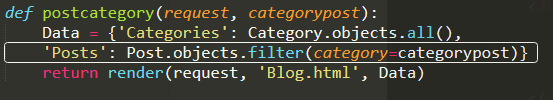 def postcategory(request, categorypost):
    Data = {'Categories': Category.objects.all(),
    'Posts': Post.objects.filter(category=categorypost)}
    return render(request, 'Blog.html', Data)